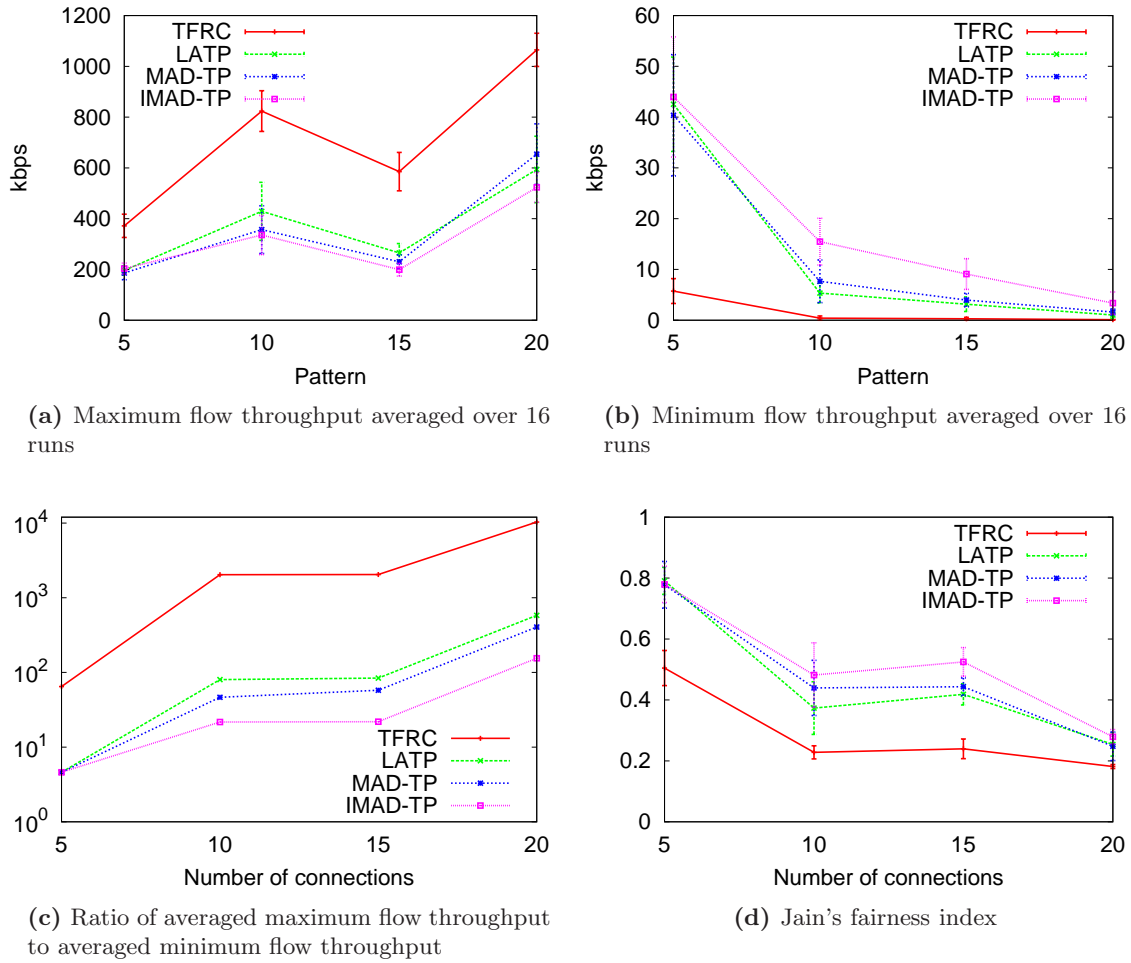 1200
1000
800
600
400
200
0
kbps
TFRC
LATP
MAD-TP
IMAD-TP
5 10 15 20
Pattern
(a) Maximum flow throughput averaged over 16
runs
60
50
40
30
20
10
0
kbps
TFRC
LATP
MAD-TP
IMAD-TP
5 10 15 20
Pattern
(b) Minimum flow throughput averaged over 16
runs
10^4
10^3
10^2
10^1
10^0
TFRC
LATP
MAD-TP
IMAD-TP
5 10 15 20
Number of connections
(c) Ratio of averaged maximum flow throughput
to averaged minimum flow throughput
1
0.8
0.6
0.4
0.2
0
TFRC
LATP
MAD-TP
IMAD-TP
5 10 15 20
Number of connections
(d) Jain's fairness index